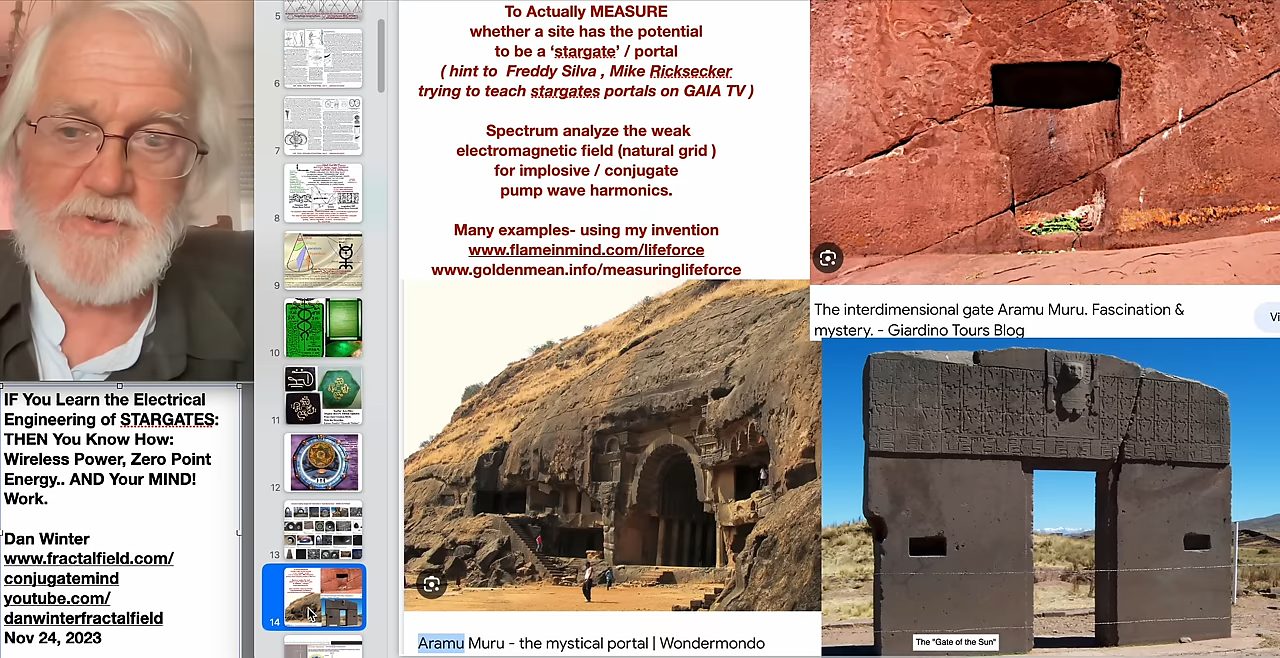 To Actually MEASURE
whether a site has the potential
to be a ‘stargate’ / portal
( hint to Freddy Silva , Mike Ricksecker
trying to teach stargates portals on GAIA TV )
Spectrum analyze the weak
electromagnetic field (natural grid )
for implosive / conjugate
pump wave harmonics.
Many examples- using my invention
www.flameinmind.com/lifeforce
www.goldenmean.info/measuringlifeforce
The interdimensional gate Aramu Muru. Fascination &
mystery. - Giardino Tours Blog
Vi
Aramu Muru - the mystical portal | Wondermondo
The "Gate of the Sun"
IF You Learn the Electrical
Engineering of STARGATES:
THEN You Know How:
Wireless Power, Zero Point
Energy.. AND Your MIND!
Work.
Dan Winter
www.fractalfield.com/
conjugatemind
youtube.com/
danwinterfractalfield
Nov 24, 2023
5
6
7
8
9
10
11
12
13
14